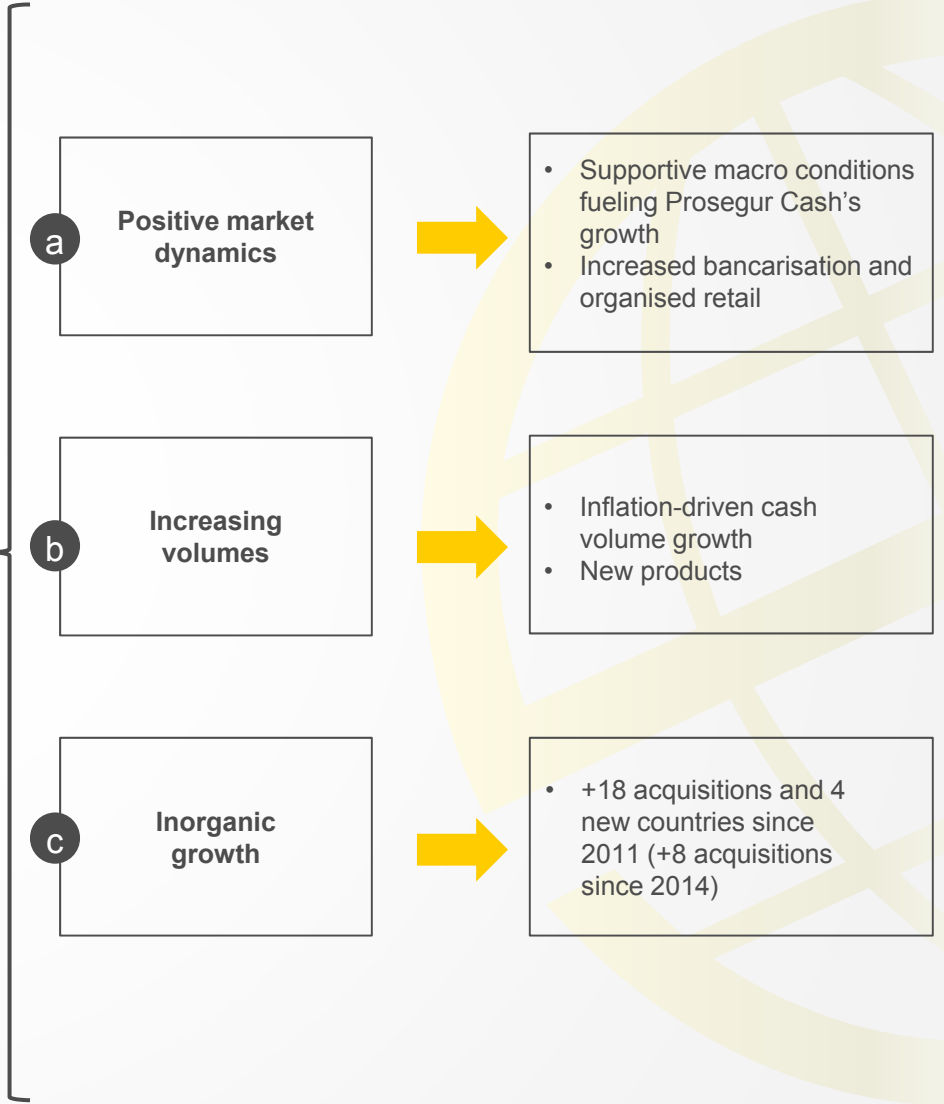 a
Positive market
dynamics
• Supportive macro conditions
fueling Prosegur Cash's
growth
• Increased bancarisation and
organised retail
b
Increasing
volumes
• Inflation-driven cash
volume growth
• New products
c
Inorganic
growth
• +18 acquisitions and 4
new countries since
2011 (+8 acquisitions
since 2014)